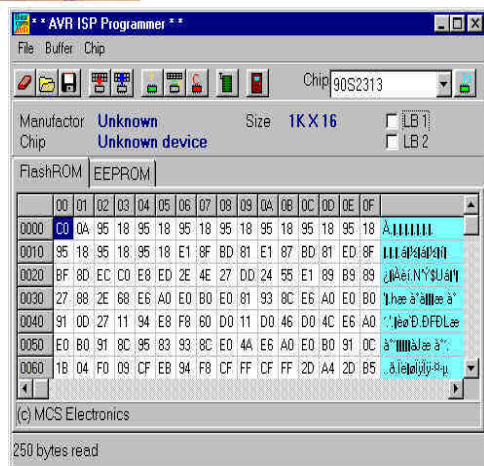 * * AVR ISP Programmer * *
File Buffer Chip
Chip 90S2313
Manufactor Unknown Size 1K X 16 LB 1
Chip Unknown device LB 2
FlashROM EEPROM
00 01 02 03 04 05 06 07 08 09 0A 0B 0C 0D 0E 0F
0000 C0 0A 95 18 95 18 95 18 95 18 95 18 95 18 95 18
0010 95 18 95 18 95 18 E1 8F BD 81 E1 87 BD 81 ED 8F
0020 BF 8D EC C0 E8 ED 2E 4E 27 DD 24 55 E1 89 B9 89
0030 27 88 2E 68 E6 A0 E0 B0 E0 81 93 8C E6 A0 E0 B0
0040 91 0D 27 11 94 E8 F8 60 D0 11 D0 46 D0 4C E6 A0
0050 E0 B0 91 8C 95 83 93 8C E0 4A E6 A0 E0 B0 91 0C
0060 1B 04 F0 09 CF EB 94 F8 CF FF CF FF 2D A4 2D B5
(c) MCS Electronics
250 bytes read